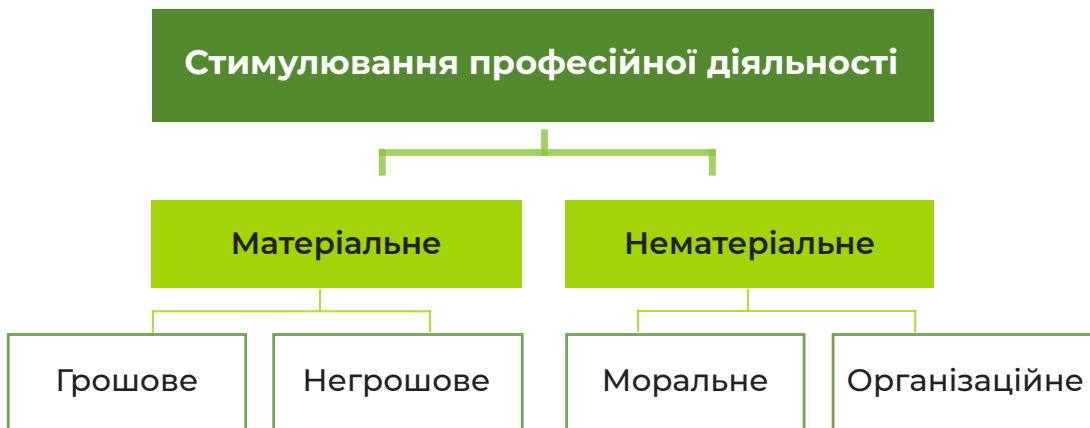 Стимулювання професійної діяльності
Матеріальне
Нематеріальне
Грошове
Негрошове
Моральне
Організаційне